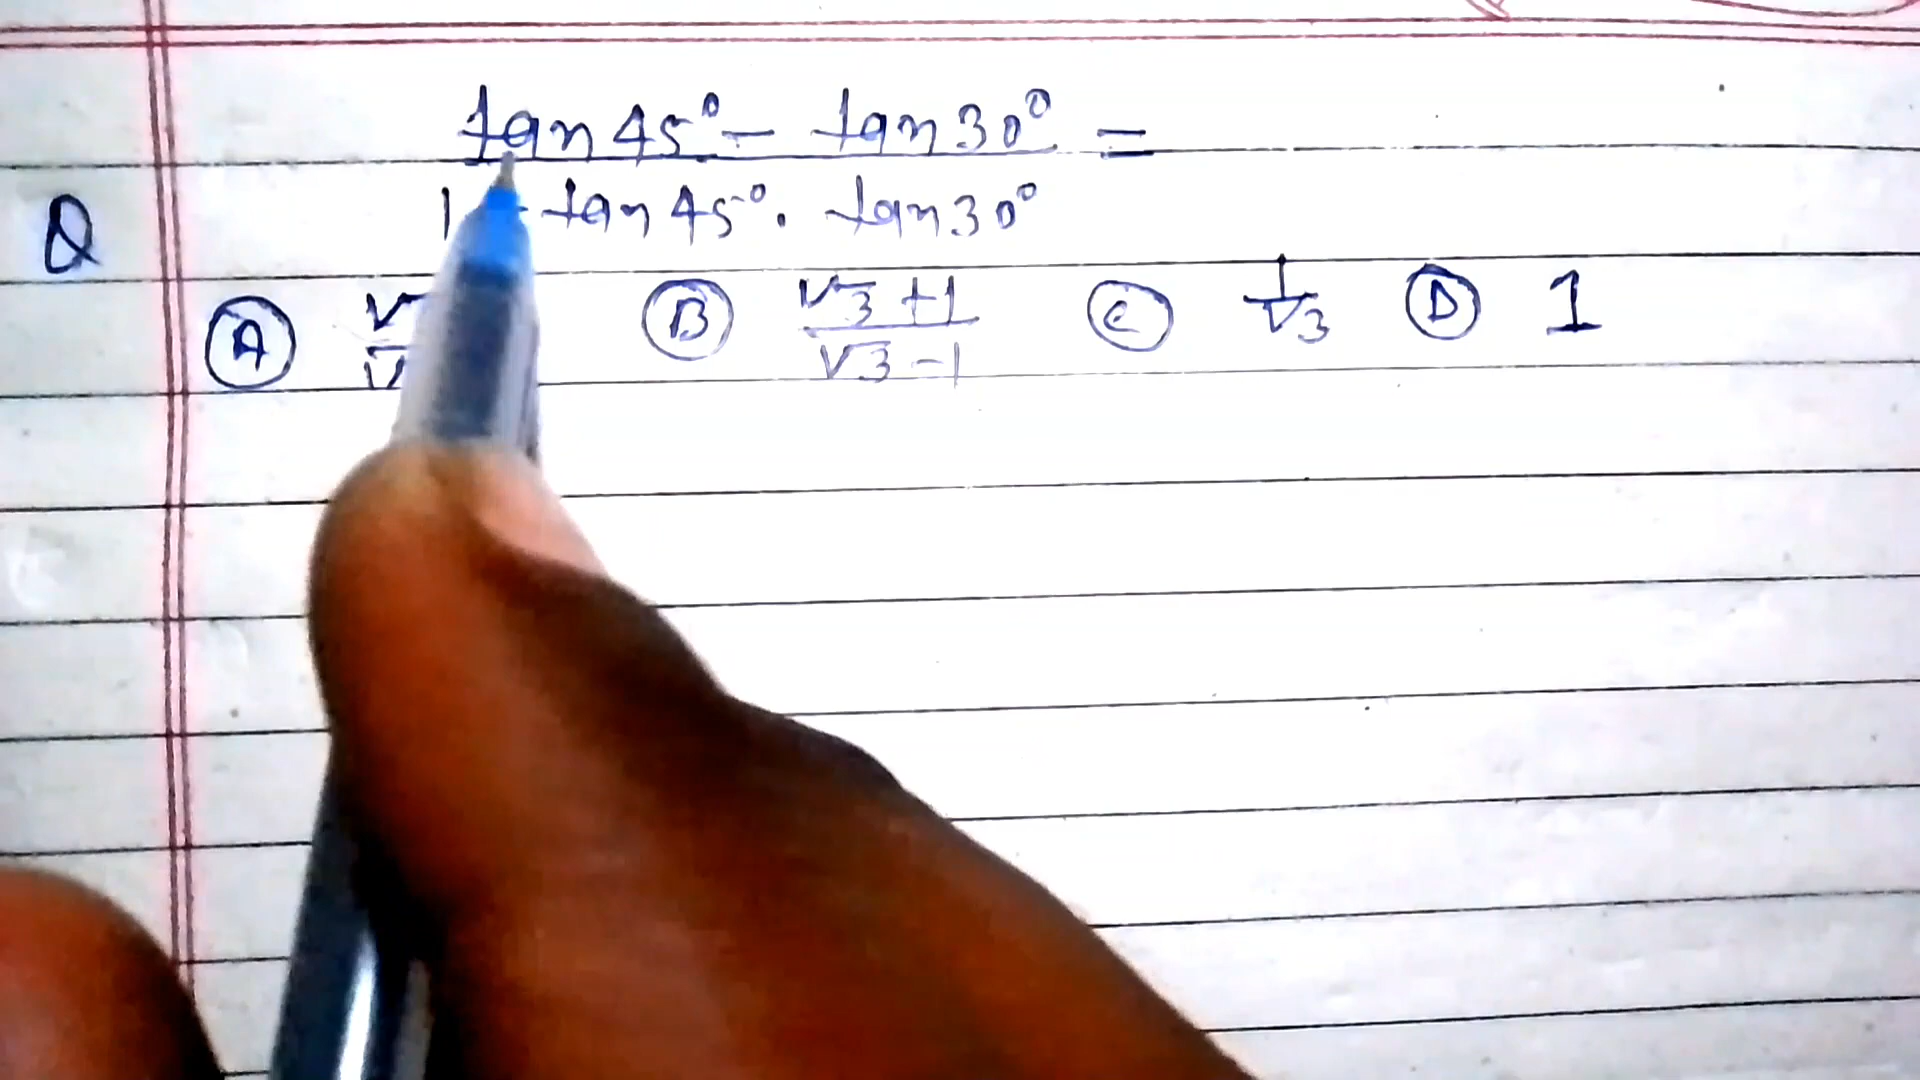 tan 45° - tan 30° =
1 tan 45° . tan 30°
Q
A √ B √3 + 1 C 1 D 1
√ √3 - 1 √3